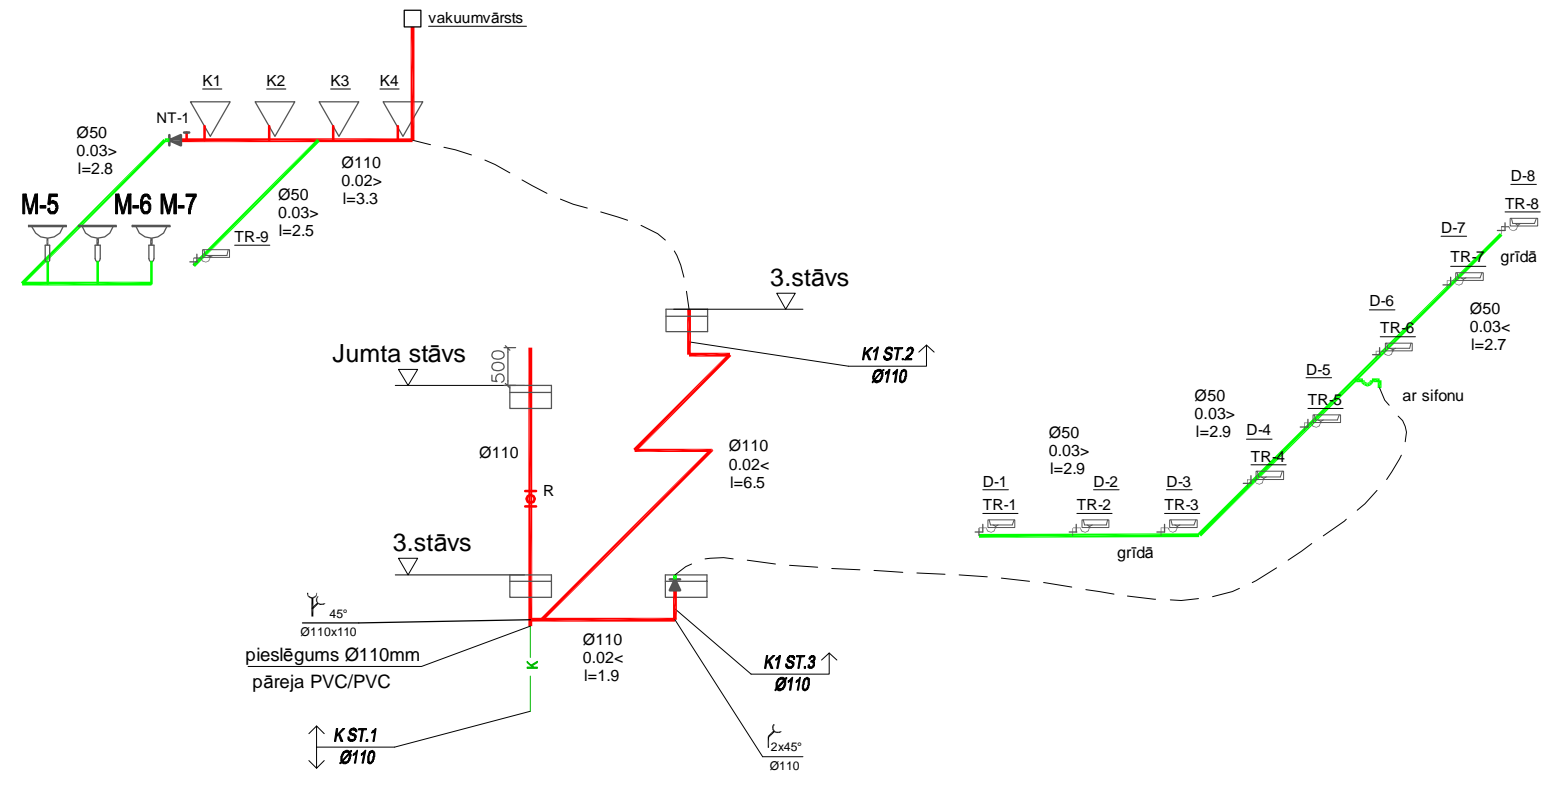 vakuumvārsts
K1
K2
K3
K4
NT-1
Ø50
0.03>
l=2.8
Ø110
0.02>
l=3.3
M-5
M-6 M-7
Ø50
0.03>
l=2.5
TR-9
3.stāvs
K1 ST.2
Ø110
Jumta stāvs
500
Ø110
R
Ø110
0.02<
l=6.5
3.stāvs
45°
Ø110x110
pieslēgums Ø110mm
pāreja PVC/PVC
K
Ø110
0.02<
l=1.9
K1 ST.3
Ø110
K ST.1
Ø110
2x45°
Ø110
D-8
TR-8
grīdā
D-7
TR-7
D-6
TR-6
Ø50
0.03<
l=2.7
D-5
TR-5
ar sifonu
Ø50
0.03>
l=2.9
D-4
TR-4
Ø50
0.03>
l=2.9
D-1
TR-1
D-2
TR-2
D-3
TR-3
grīdā